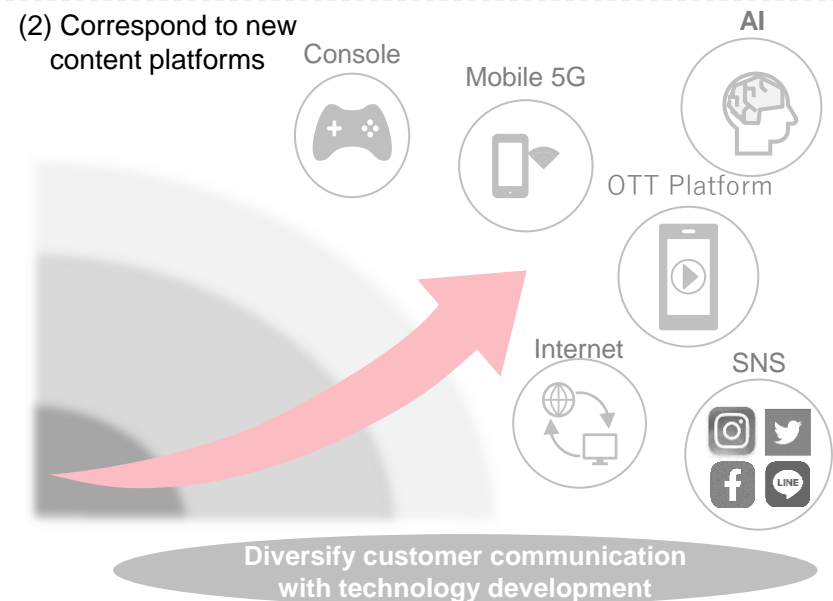 (2) Correspond to new
content platforms
Console
Mobile 5G
AI
OTT Platform
Internet
SNS
LINE
Diversify customer communication
with technology development